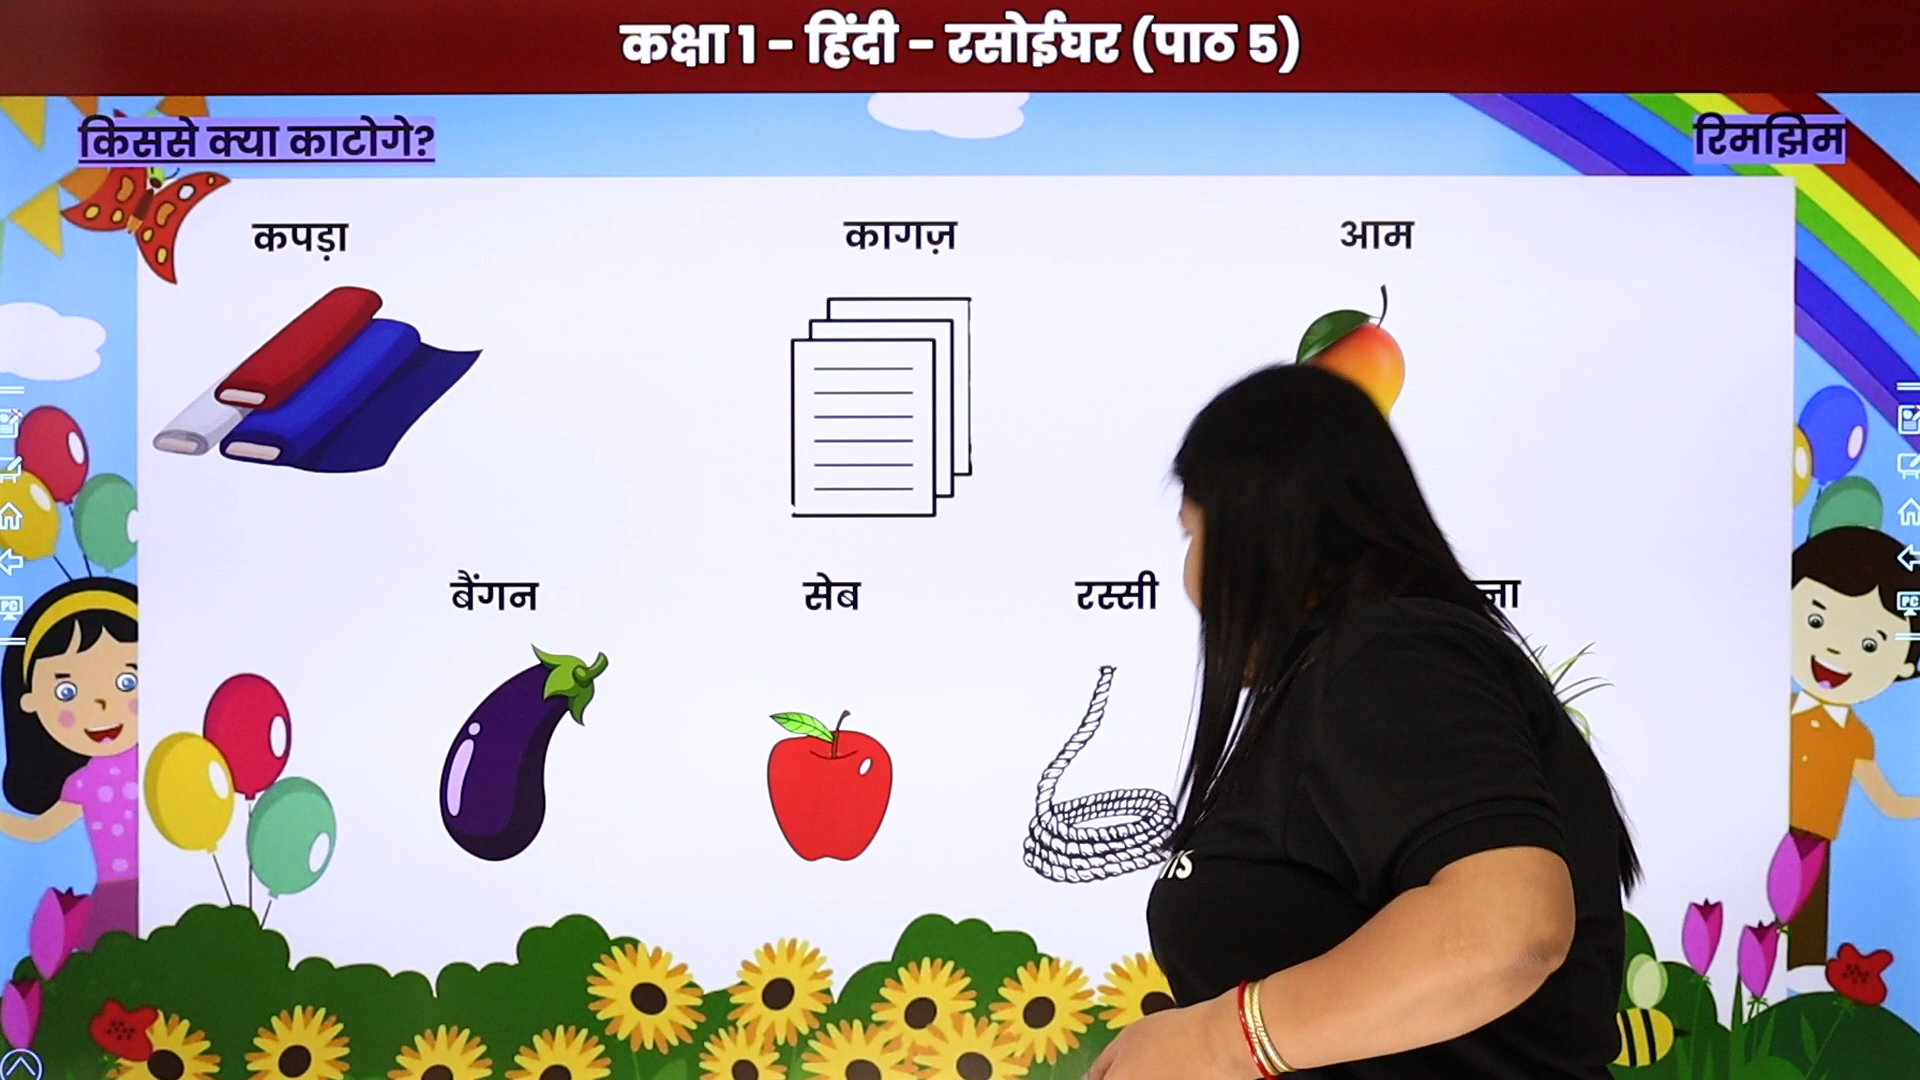 कक्षा 1 - हिंदी - रसोईघर (पाठ 5)
किससे क्या काटोगे?
रिमझिम
कपड़ा
कागज़
आम
बैंगन
सेब
रस्सी